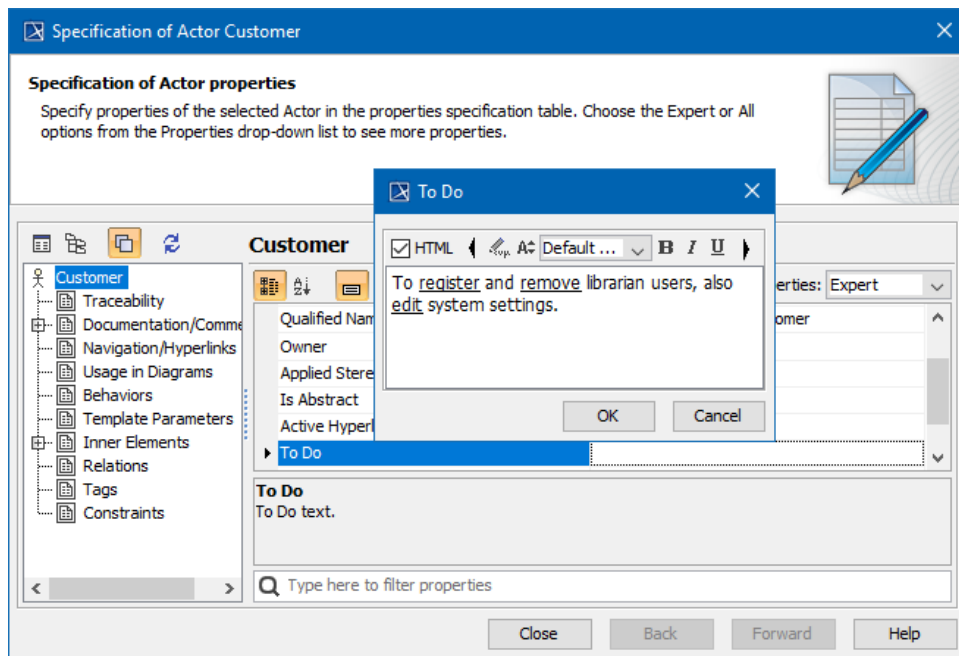 Specification of Actor Customer
Specification of Actor properties
Specify properties of the selected Actor in the properties specification table. Choose the Expert or All
options from the Properties drop-down list to see more properties.
To Do
HTML Default ... B I U
To register and remove librarian users, also
edit system settings.
OK Cancel
Customer
Customer
Traceability
Documentation/Comme
Navigation/Hyperlinks
Usage in Diagrams
Behaviors
Template Parameters
Inner Elements
Relations
Tags
Constraints
erties: Expert
Qualified Nam omer
Owner
Applied Stere
Is Abstract
Active Hyperl
To Do
To Do
To Do text.
Type here to filter properties
Close Back Forward Help